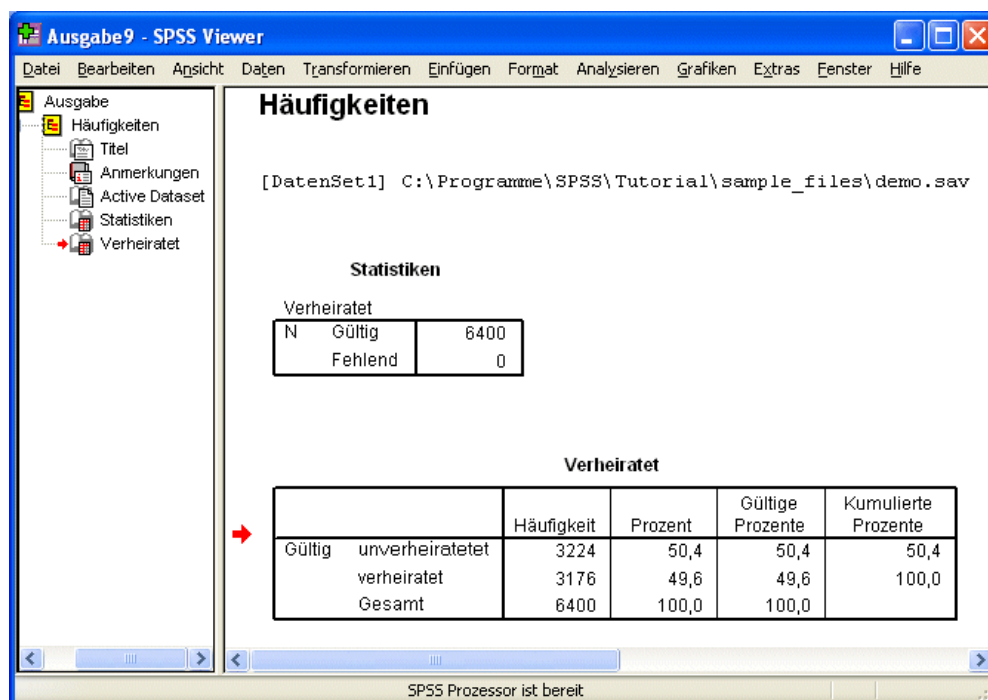 Ausgabe9 - SPSS Viewer
Datei Bearbeiten Ansicht Daten Transformieren Einfügen Format Analysieren Grafiken Extras Fenster Hilfe
Ausgabe
Häufigkeiten
Titel
Anmerkungen
Active Dataset
Statistiken
Verheiratet
Häufigkeiten
[DatenSet1] C:\Programme\SPSS\Tutorial\sample_files\demo.sav
Statistiken
Verheiratet
N Gültig 6400
Fehlend 0
Verheiratet
Häufigkeit Prozent Gültige Prozente Kumulierte Prozente
Gültig unverheiratetet 3224 50,4 50,4 50,4
verheiratet 3176 49,6 49,6 100,0
Gesamt 6400 100,0 100,0
SPSS Prozessor ist bereit